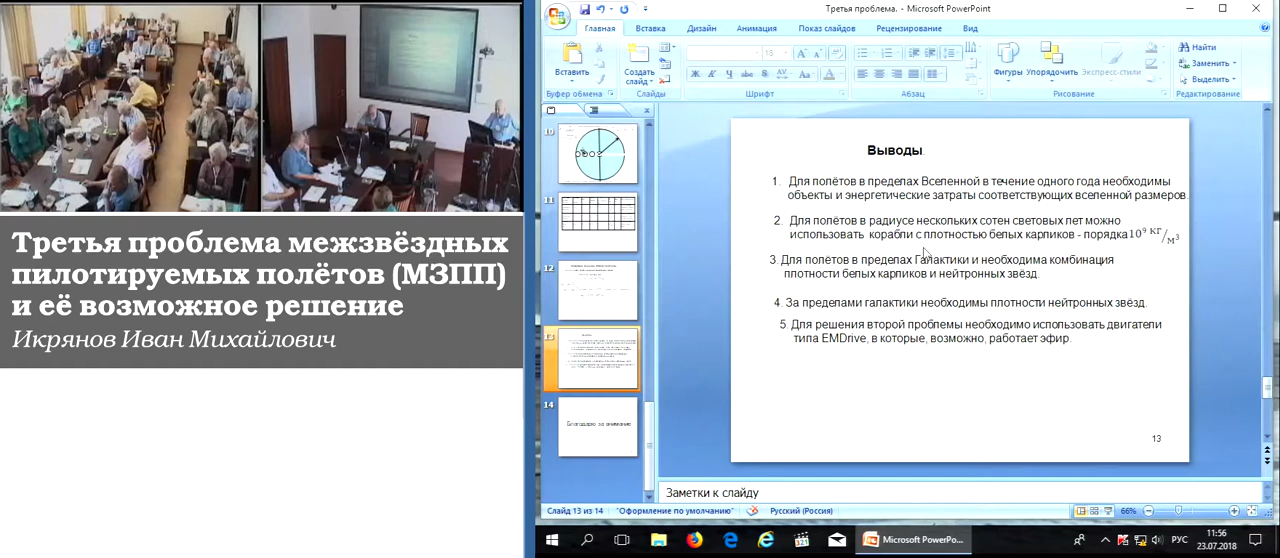 Третья проблема межзвёздных
пилотируемых полётов (МЗПП)
и её возможное решение
Икрянов Иван Михайлович
Третья проблема. - Microsoft PowerPoint
Главная Вставка Дизайн Анимация Показ слайдов Рецензирование Вид
Вставить
Создать слайд
Фигуры Упорядочить Экспресс-стили
Найти
Заменить
Выделить
Буфер обмена Слайды Шрифт Абзац Рисование Редактирование
10
11
12
13
14
Благодарю за внимание
Выводы.
1. Для полётов в пределах Вселенной в течение одного года необходимы
объекты и энергетические затраты соответствующих вселенной размеров.
2. Для полётов в радиусе нескольких сотен световых лет можно
использовать корабли с плотностью белых карликов - порядка 10⁹ кг/м³
3. Для полётов в пределах Галактики и необходима комбинация
плотности белых карликов и нейтронных звёзд.
4. За пределами галактики необходимы плотности нейтронных звёзд.
5. Для решения второй проблемы необходимо использовать двигатели
типа EMDrive, в которые, возможно, работает эфир.
13
Заметки к слайду
Слайд 13 из 14 "Оформление по умолчанию" Русский (Россия) 66%
Microsoft PowerPo... РУС 11:56
23.07.2018